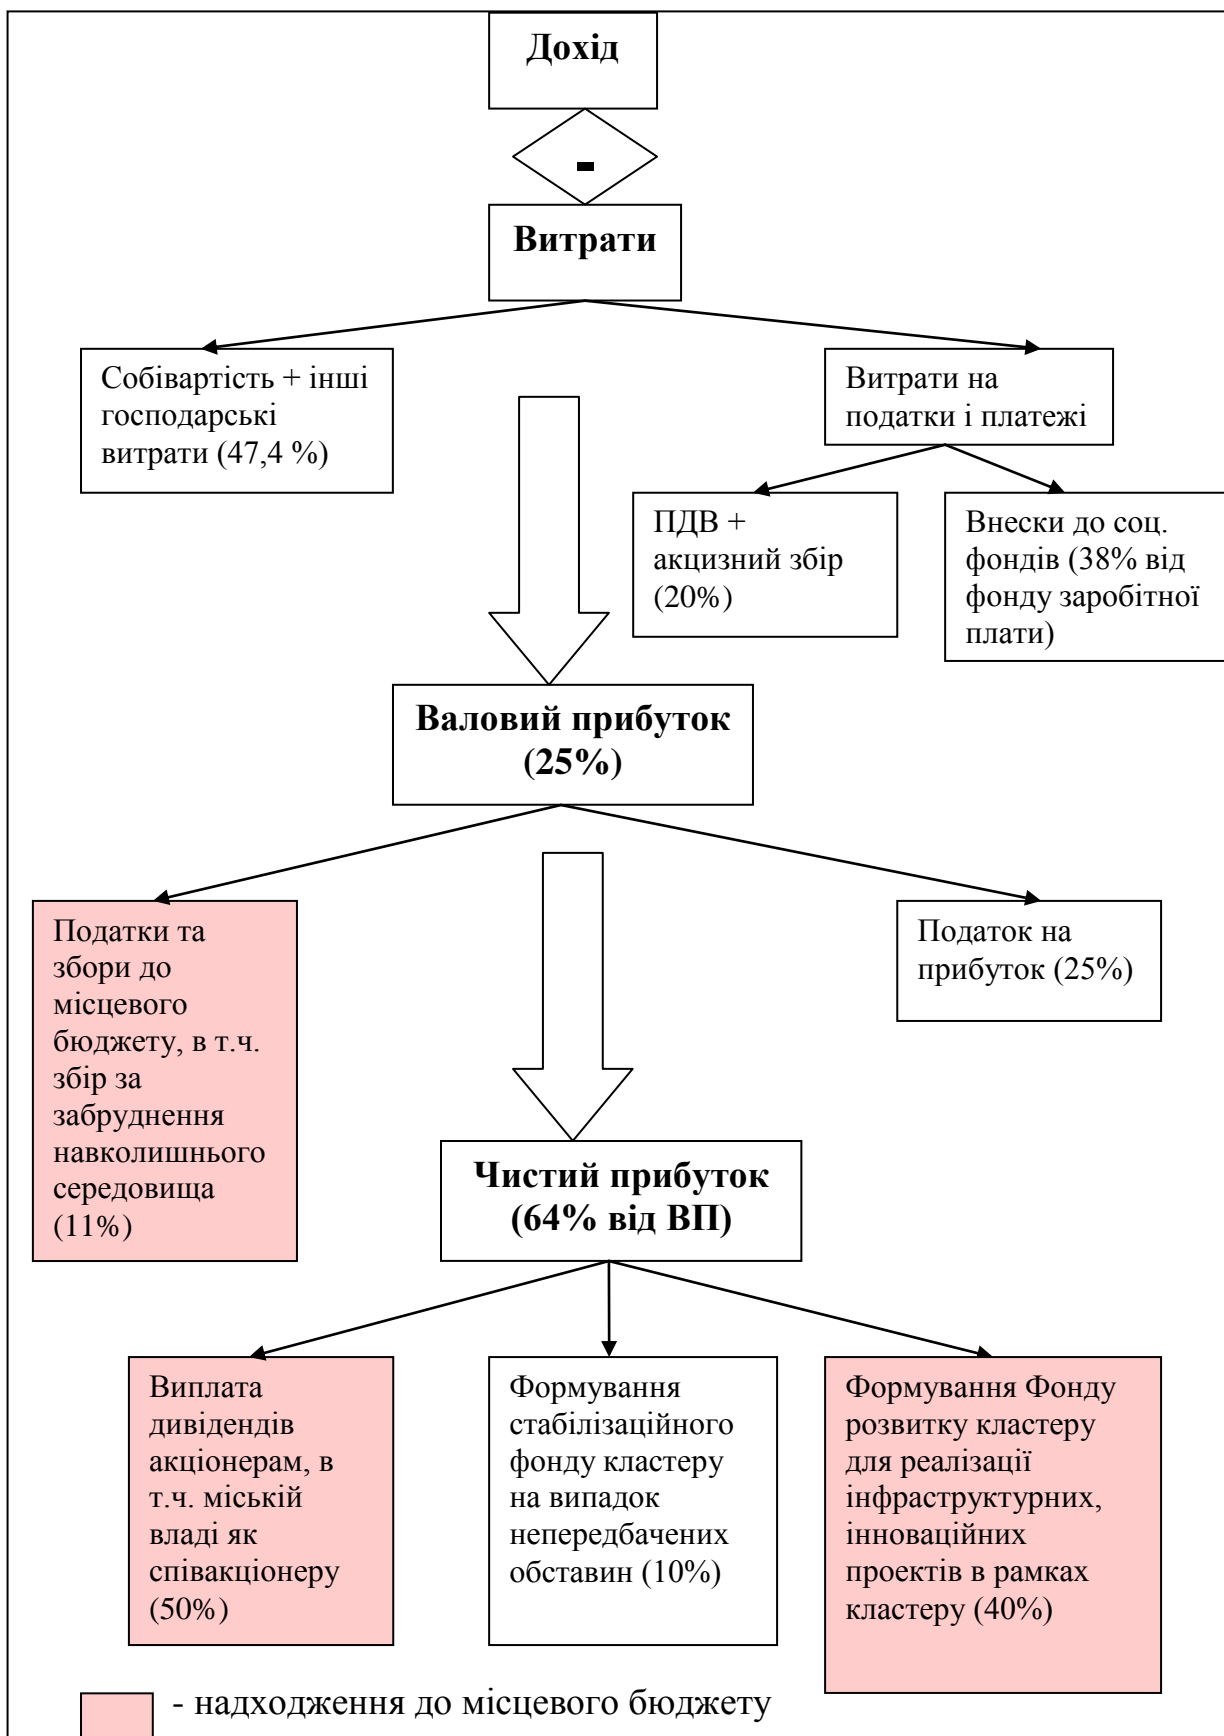 Дохід
-
Витрати
Собівартість + інші
господарські
витрати (47,4 %)
Витрати на
податки і платежі
ПДВ +
акцизний збір
(20%)
Внески до соц.
фондів (38% від
фонду заробітної
плати)
Валовий прибуток
(25%)
Податки та
збори до
місцевого
бюджету, в т.ч.
збір за
забруднення
навколишнього
середовища
(11%)
Податок на
прибуток (25%)
Чистий прибуток
(64% від ВП)
Виплата
дивідендів
акціонерам, в
т.ч. міській
владі як
співакціонеру
(50%)
Формування
стабілізаційного
фонду кластеру
на випадок
непередбачених
обставин (10%)
Формування Фонду
розвитку кластеру
для реалізації
інфраструктурних,
інноваційних
проектів в рамках
кластеру (40%)
- надходження до місцевого бюджету